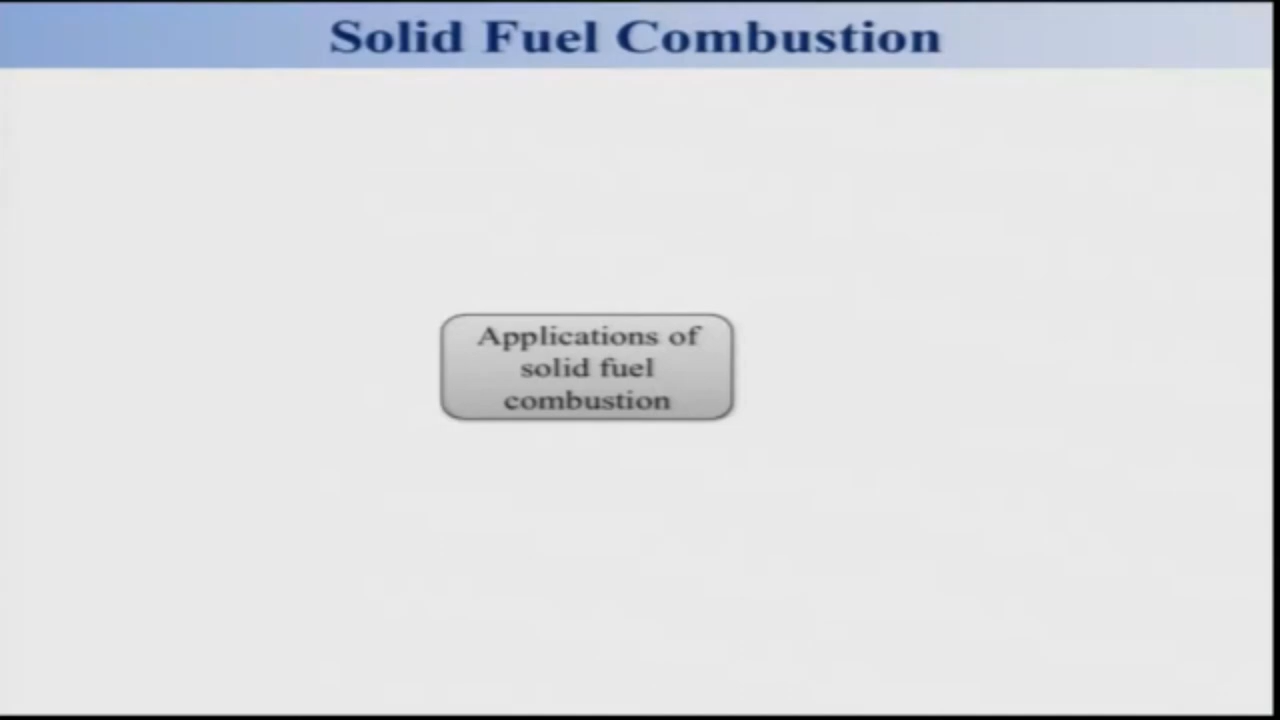 Solid Fuel Combustion
Applications of
solid fuel
combustion